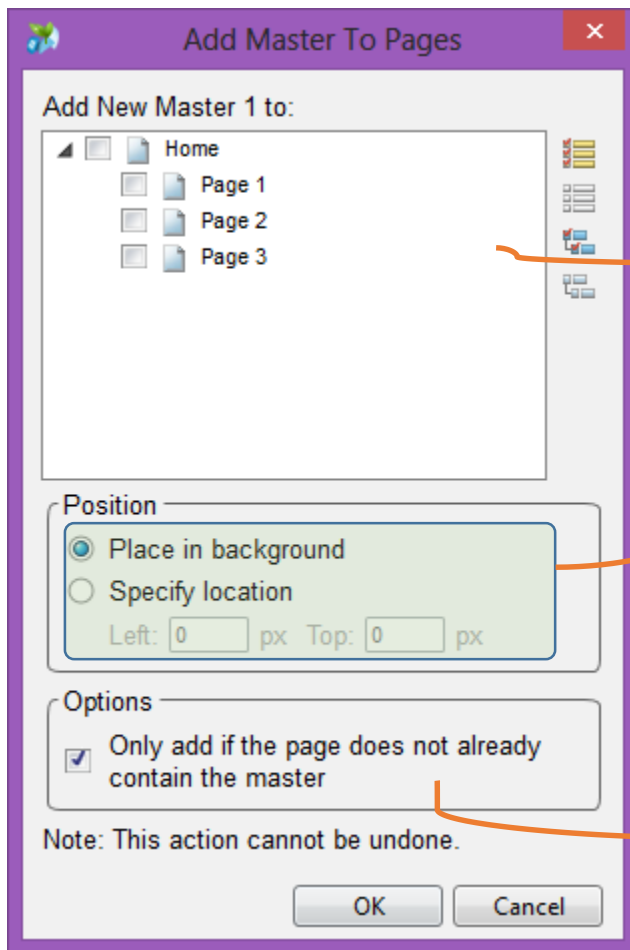 Add Master To Pages
Add New Master 1 to:
Home
Page 1
Page 2
Page 3
Position
Place in background
Specify location
Left: 0 px Top: 0 px
Options
Only add if the page does not already
contain the master
Note: This action cannot be undone.
OK Cancel